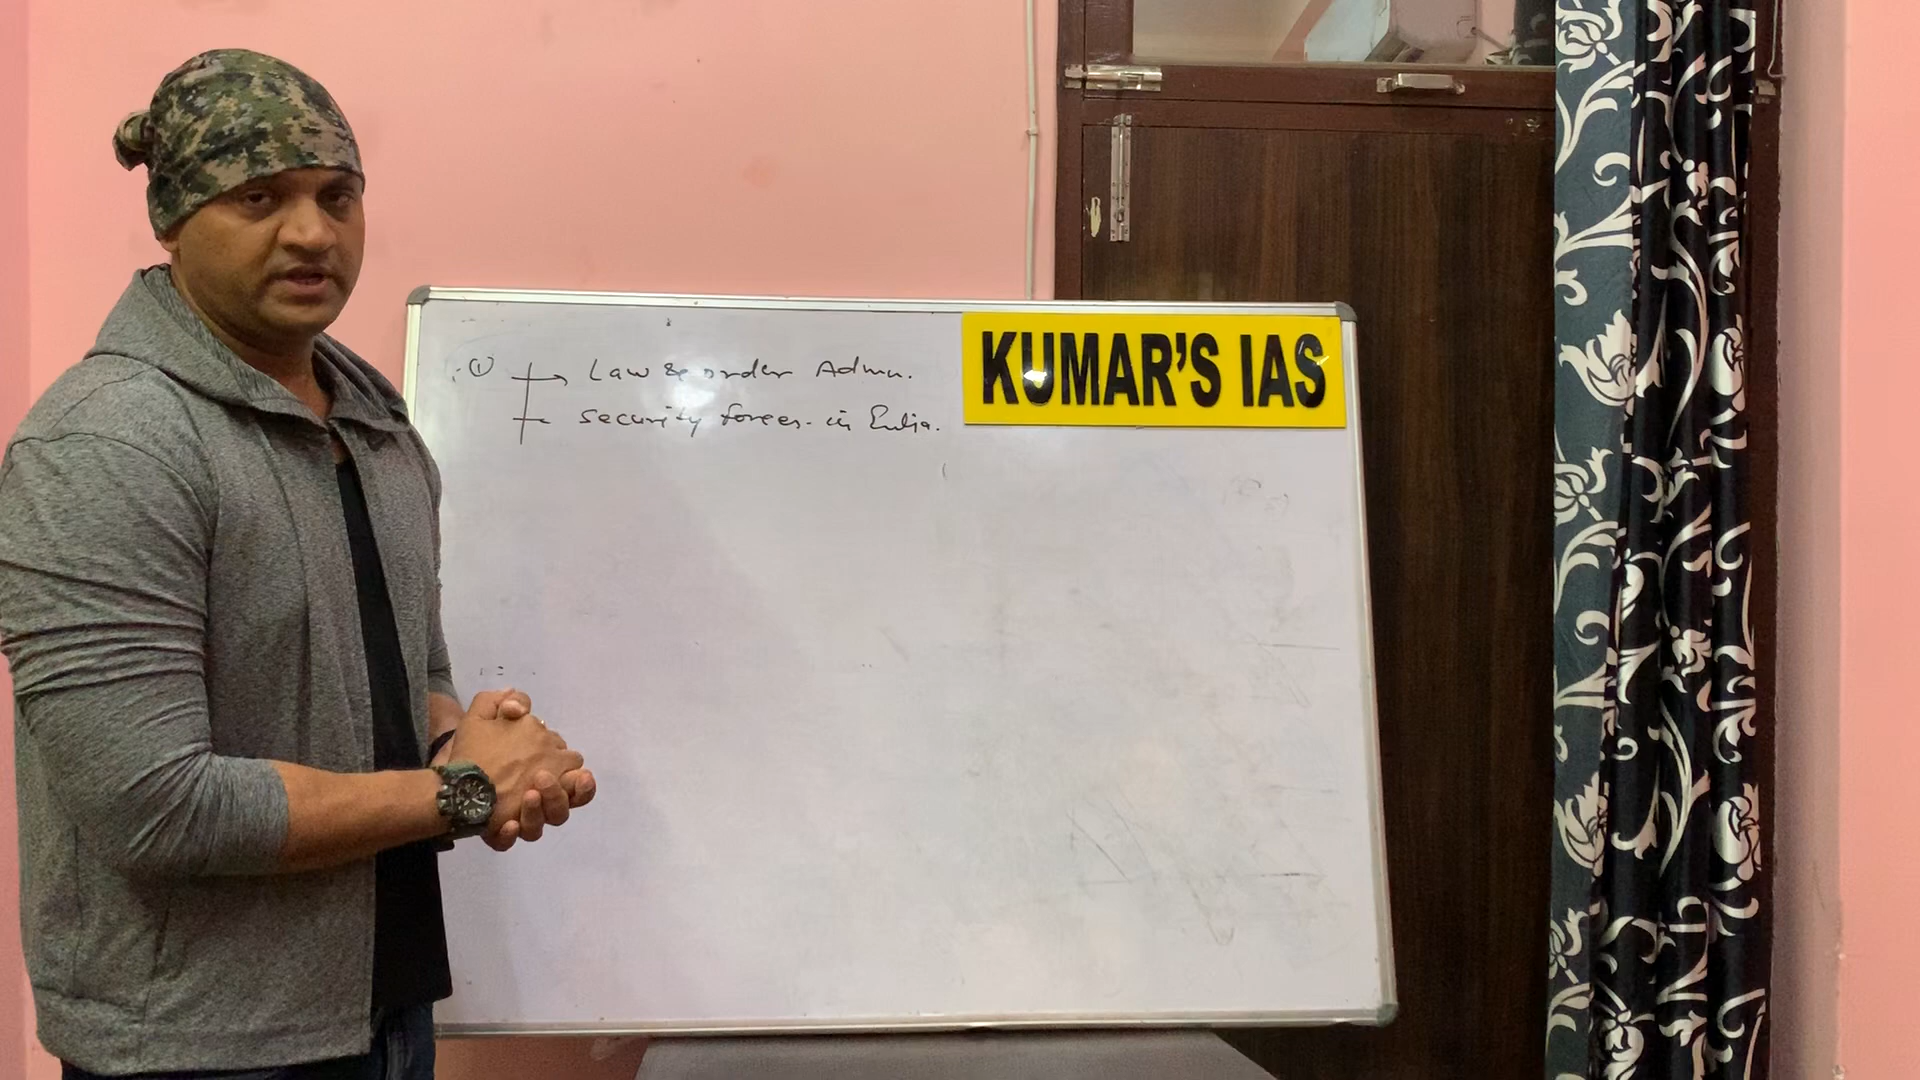 ① → Law & order Admn.
security forces in India.
KUMAR'S IAS